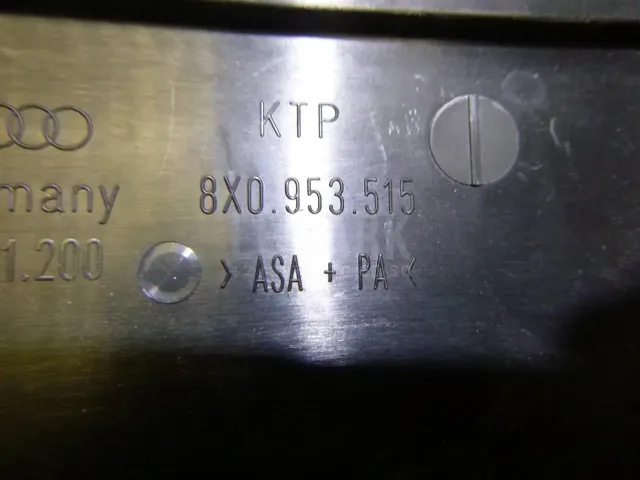 KTP
many 8X0.953.515
1.200 > ASA + PA <